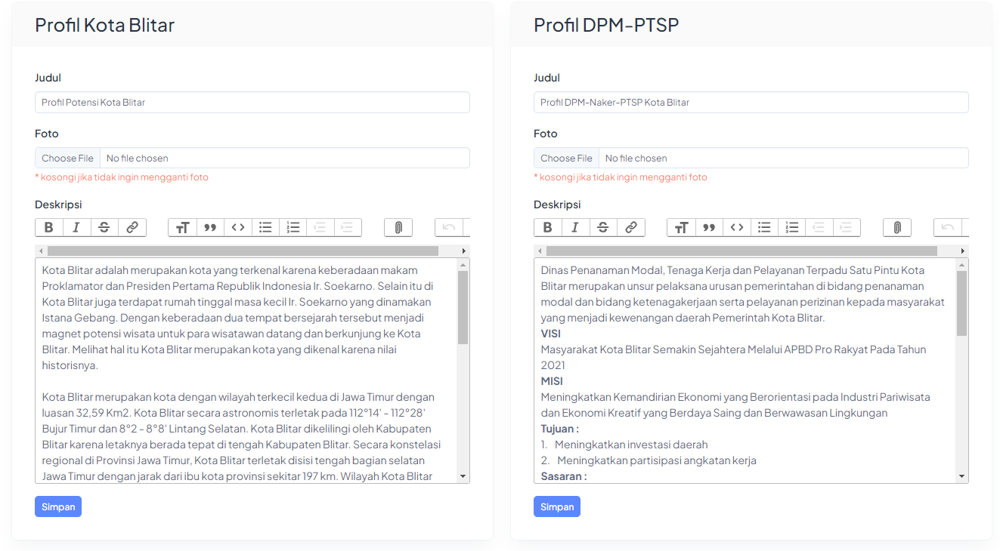 Profil Kota Blitar
Judul
Profil Potensi Kota Blitar
Foto
Choose File No file chosen
* kosongi jika tidak ingin mengganti foto
Deskripsi
Kota Blitar adalah merupakan kota yang terkenal karena keberadaan makam
Proklamator dan Presiden Pertama Republik Indonesia Ir. Soekarno. Selain itu di
Kota Blitar juga terdapat rumah tinggal masa kecil Ir. Soekarno yang dinamakan
Istana Gebang. Dengan keberadaan dua tempat bersejarah tersebut menjadi
magnet potensi wisata untuk para wisatawan datang dan berkunjung ke Kota
Blitar. Melihat hal itu Kota Blitar merupakan kota yang dikenal karena nilai
historisnya.
Kota Blitar merupakan kota dengan wilayah terkecil kedua di Jawa Timur dengan
luasan 32,59 Km2. Kota Blitar secara astronomis terletak pada 112°14' - 112°28'
Bujur Timur dan 8°2 - 8°8' Lintang Selatan. Kota Blitar dikelilingi oleh Kabupaten
Blitar karena letaknya berada tepat di tengah Kabupaten Blitar. Secara konstelasi
regional di Provinsi Jawa Timur, Kota Blitar terletak disisi tengah bagian selatan
Jawa Timur dengan jarak dari ibu kota provinsi sekitar 197 km. Wilayah Kota Blitar
Simpan
Profil DPM-PTSP
Judul
Profil DPM-Naker-PTSP Kota Blitar
Foto
Choose File No file chosen
* kosongi jika tidak ingin mengganti foto
Deskripsi
Dinas Penanaman Modal, Tenaga Kerja dan Pelayanan Terpadu Satu Pintu Kota
Blitar merupakan unsur pelaksana urusan pemerintahan di bidang penanaman
modal dan bidang ketenagakerjaan serta pelayanan perizinan kepada masyarakat
yang menjadi kewenangan daerah Pemerintah Kota Blitar.
VISI
Masyarakat Kota Blitar Semakin Sejahtera Melalui APBD Pro Rakyat Pada Tahun
2021
MISI
Meningkatkan Kemandirian Ekonomi yang Berorientasi pada Industri Pariwisata
dan Ekonomi Kreatif yang Berdaya Saing dan Berwawasan Lingkungan
Tujuan :
1. Meningkatkan investasi daerah
2. Meningkatkan partisipasi angkatan kerja
Sasaran :
Simpan